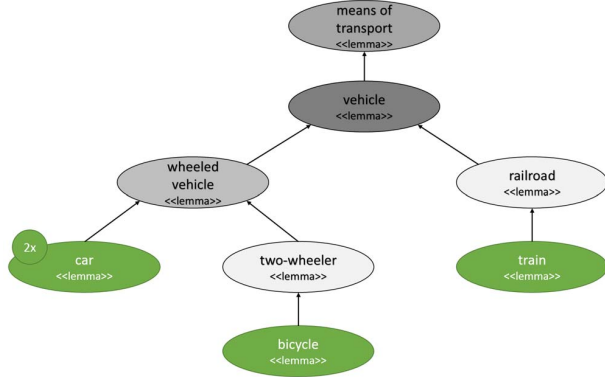 means of
transport
<<lemma>>
vehicle
<<lemma>>
wheeled
vehicle
<<lemma>>
railroad
<<lemma>>
2x
car
<<lemma>>
two-wheeler
<<lemma>>
train
<<lemma>>
bicycle
<<lemma>>